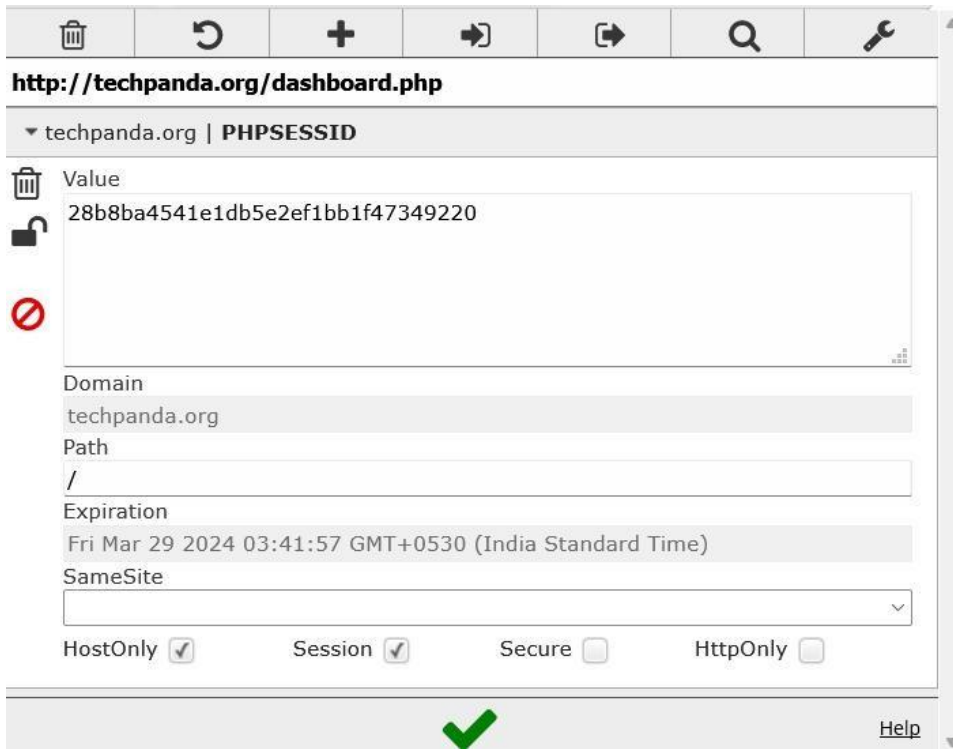 http://techpanda.org/dashboard.php
techpanda.org | PHPSESSID
Value
28b8ba4541e1db5e2ef1bb1f47349220
Domain
techpanda.org
Path
/
Expiration
Fri Mar 29 2024 03:41:57 GMT+0530 (India Standard Time)
SameSite
HostOnly Session Secure HttpOnly
Help